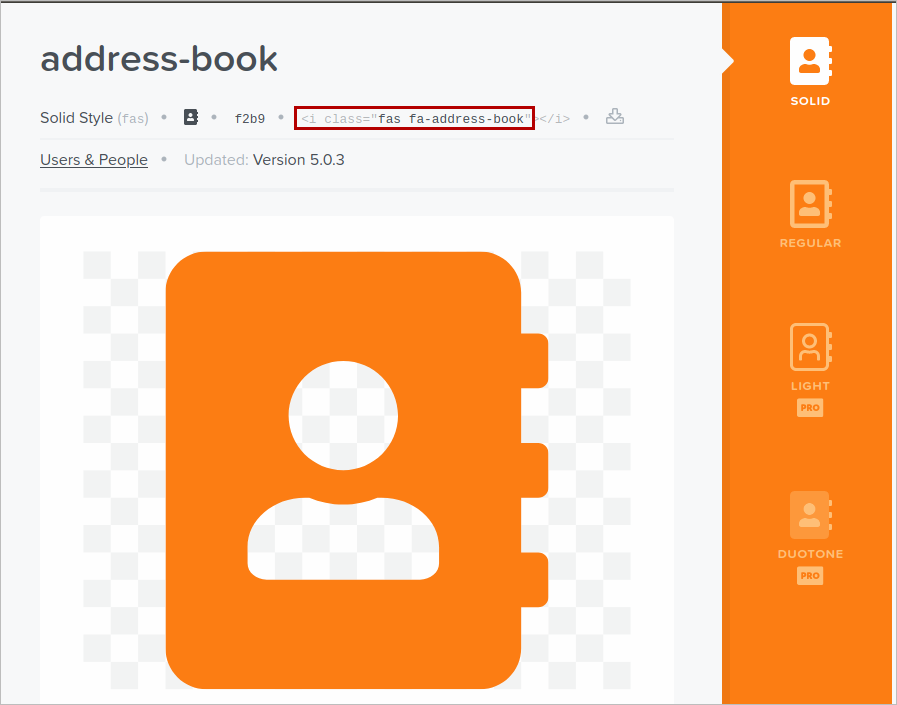 address-book
Solid Style (fas) • • f2b9 • <i class="fas fa-address-book"></i> •
Users & People • Updated: Version 5.0.3
SOLID
REGULAR
LIGHT
PRO
DUOTONE
PRO